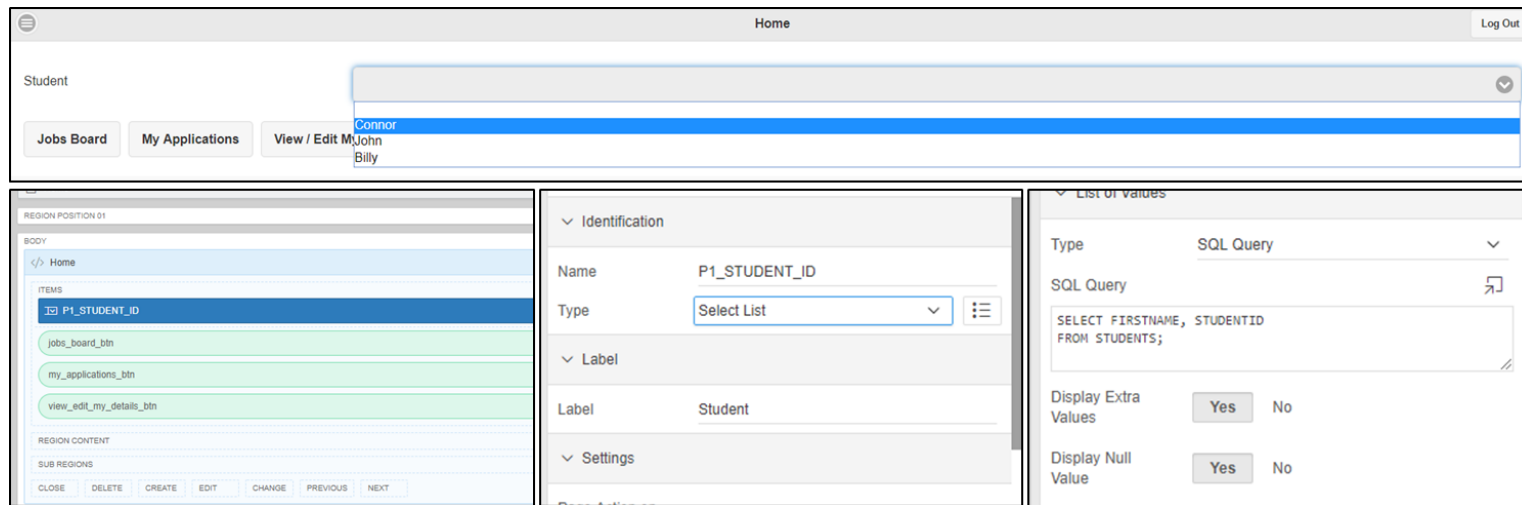 Home
Log Out
Student
Connor
John
Billy
Jobs Board
My Applications
View / Edit My
REGION POSITION 01
BODY
</> Home
ITEMS
P1_STUDENT_ID
jobs_board_btn
my_applications_btn
view_edit_my_details_btn
REGION CONTENT
SUB REGIONS
CLOSE DELETE CREATE EDIT CHANGE PREVIOUS NEXT
Identification
Name P1_STUDENT_ID
Type Select List
Label
Label Student
Settings
List of Values
Type SQL Query
SQL Query
SELECT FIRSTNAME, STUDENTID
FROM STUDENTS;
Display Extra
Values
Yes No
Display Null
Value
Yes No